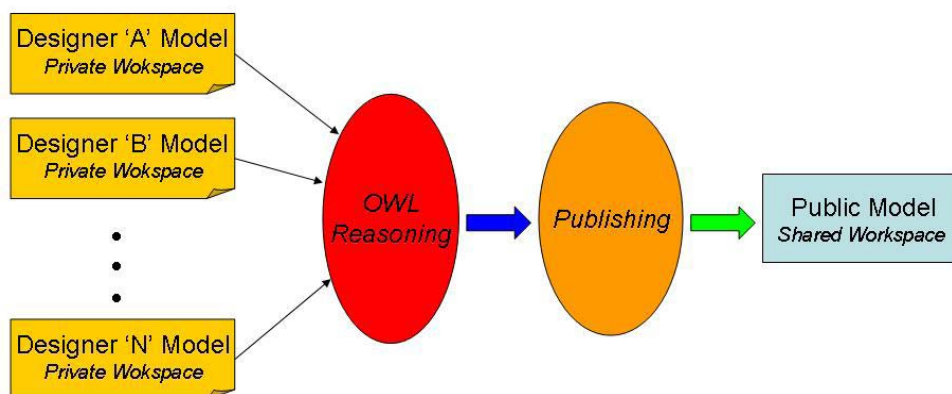 Designer ‘A’ Model
Private Wokspace
Designer ‘B’ Model
Private Wokspace
Designer ‘N’ Model
Private Wokspace
OWL
Reasoning
Publishing
Public Model
Shared Workspace